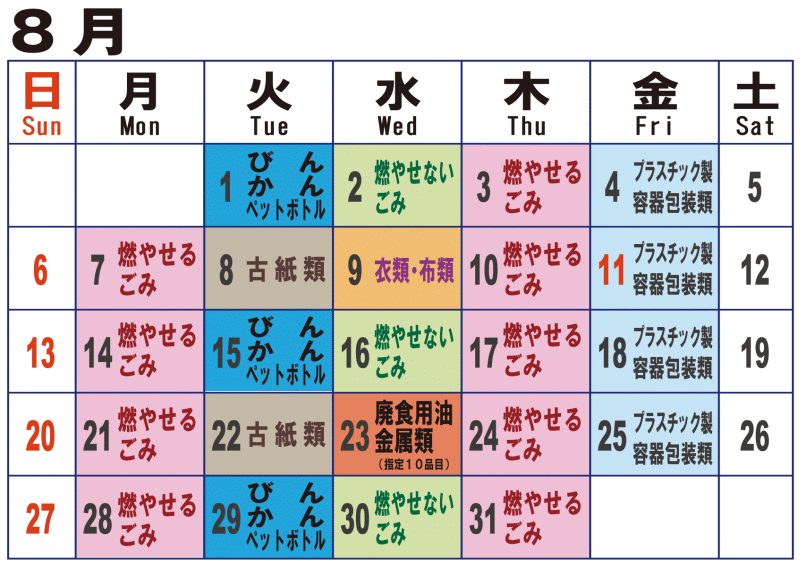 8月
日 月 火 水 木 金 土
Sun Mon Tue Wed Thu Fri Sat
1 びん
かん
ペットボトル
2 燃やせない
ごみ
3 燃やせる
ごみ
4 プラスチック製
容器包装類
5
6
7 燃やせる
ごみ
8 古紙類
9 衣類・布類
10 燃やせる
ごみ
11 プラスチック製
容器包装類
12
13
14 燃やせる
ごみ
15 びん
かん
ペットボトル
16 燃やせない
ごみ
17 燃やせる
ごみ
18 プラスチック製
容器包装類
19
20
21 燃やせる
ごみ
22 古紙類
23 廃食用油
金属類
(指定10品目)
24 燃やせる
ごみ
25 プラスチック製
容器包装類
26
27
28 燃やせる
ごみ
29 びん
かん
ペットボトル
30 燃やせない
ごみ
31 燃やせる
ごみ